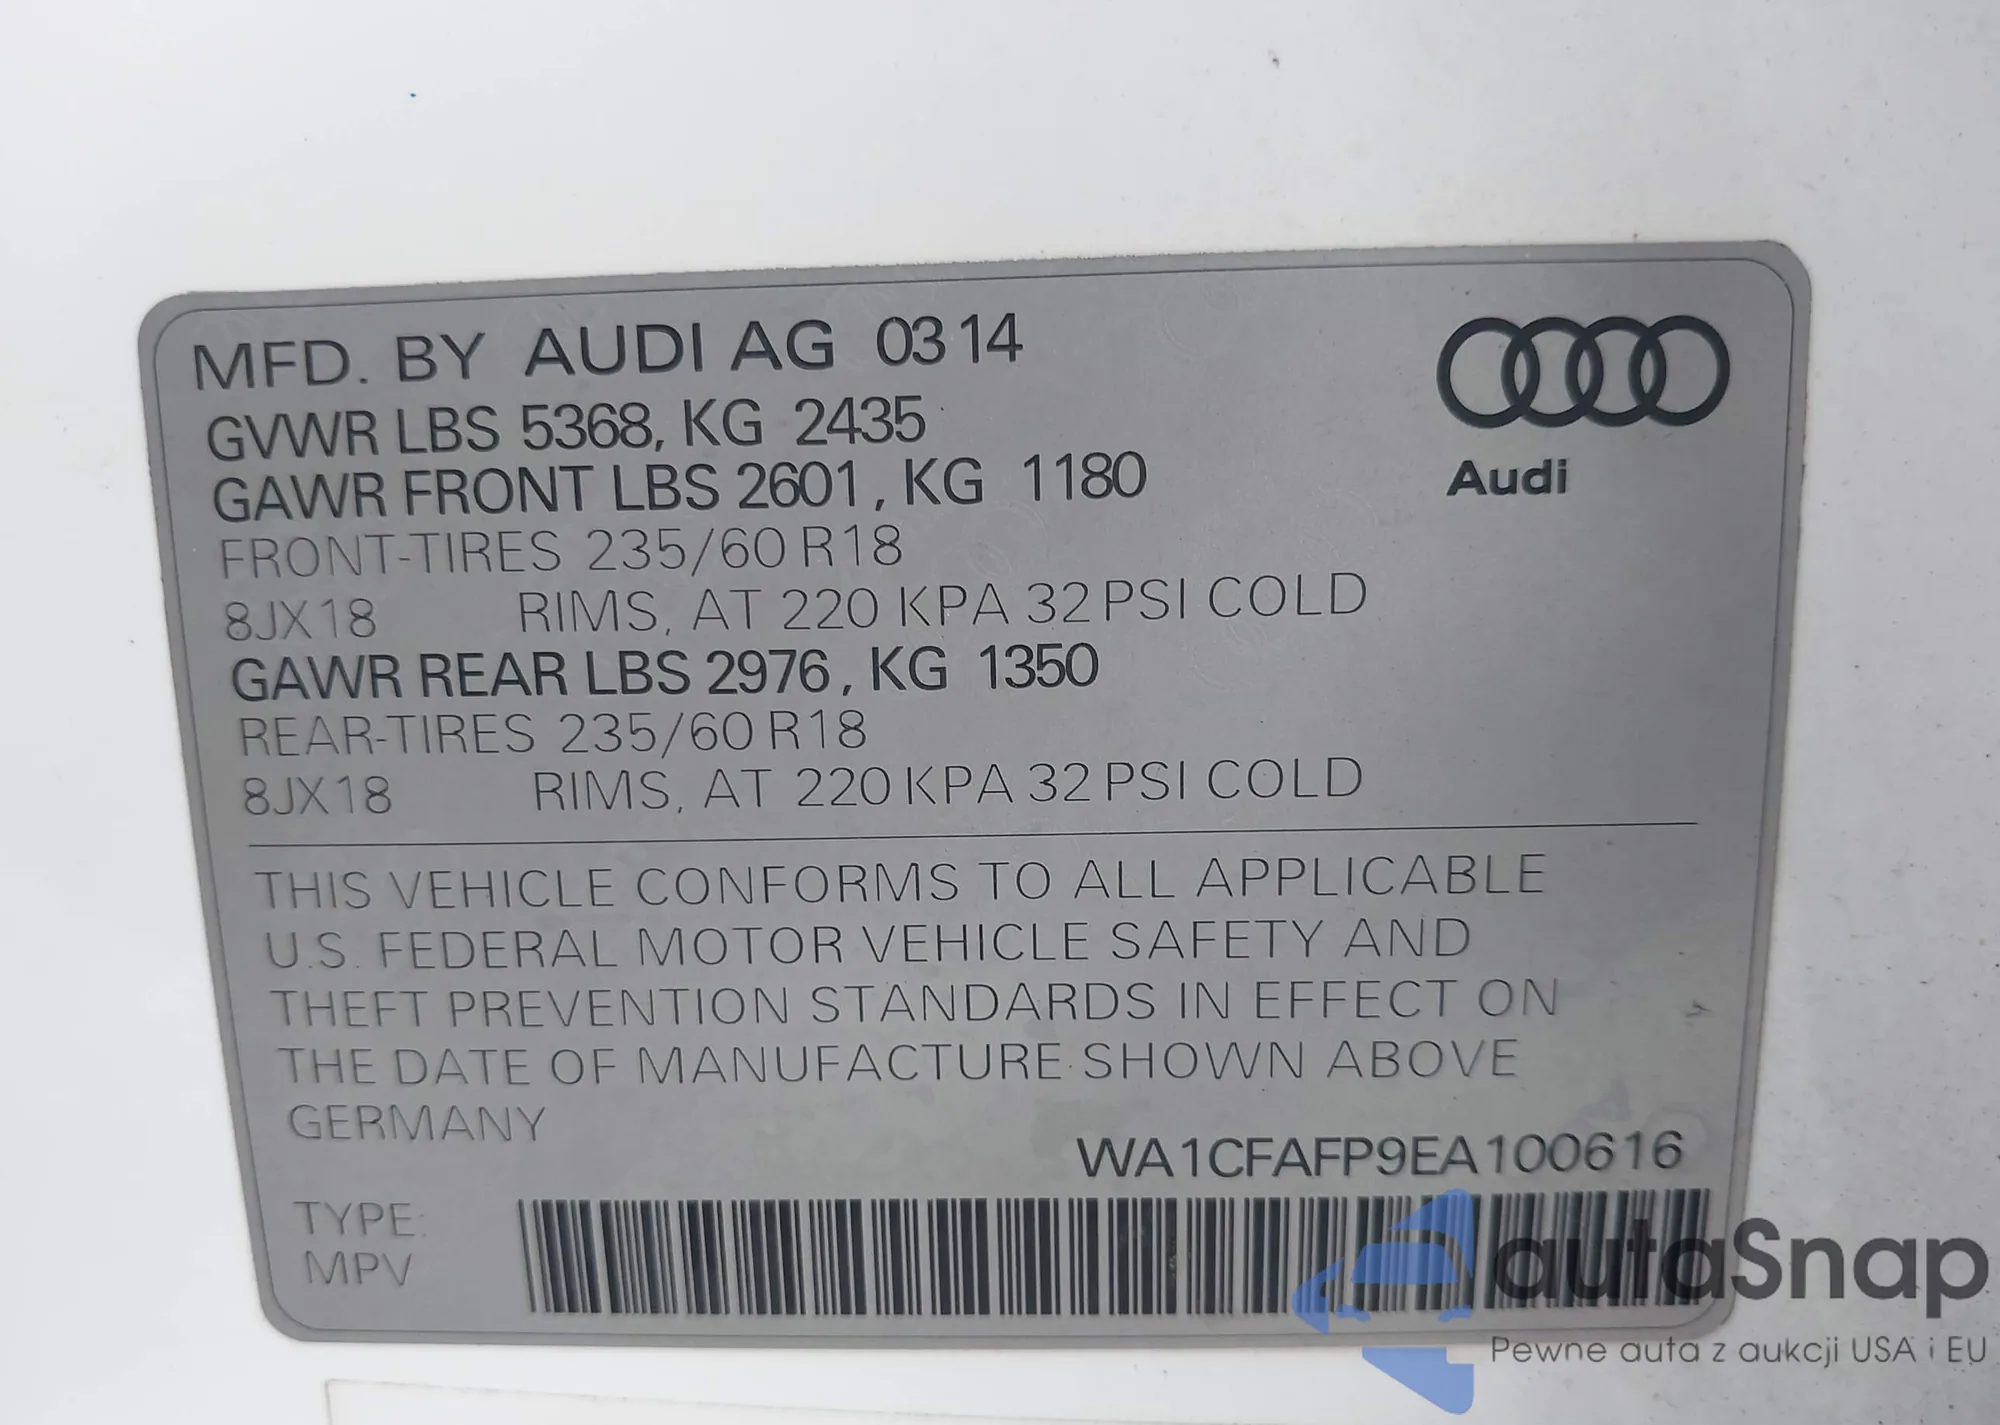 MFD. BY AUDI AG 0314
GVWR LBS 5368, KG 2435
GAWR FRONT LBS 2601, KG 1180
FRONT-TIRES 235/60 R18
8JX18 RIMS, AT 220 KPA 32 PSI COLD
GAWR REAR LBS 2976, KG 1350
REAR-TIRES 235/60 R18
8JX18 RIMS, AT 220 KPA 32 PSI COLD
Audi
THIS VEHICLE CONFORMS TO ALL APPLICABLE
U.S. FEDERAL MOTOR VEHICLE SAFETY AND
THEFT PREVENTION STANDARDS IN EFFECT ON
THE DATE OF MANUFACTURE SHOWN ABOVE
GERMANY
WA1CFAFP9EA100616
TYPE:
MPV
autaSnap
Pewne auta z aukcji USA i EU